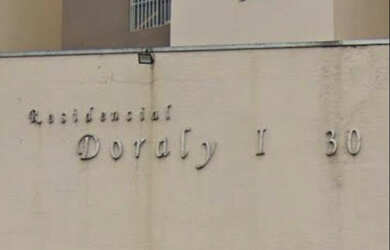 Residencial
Doraly I 30